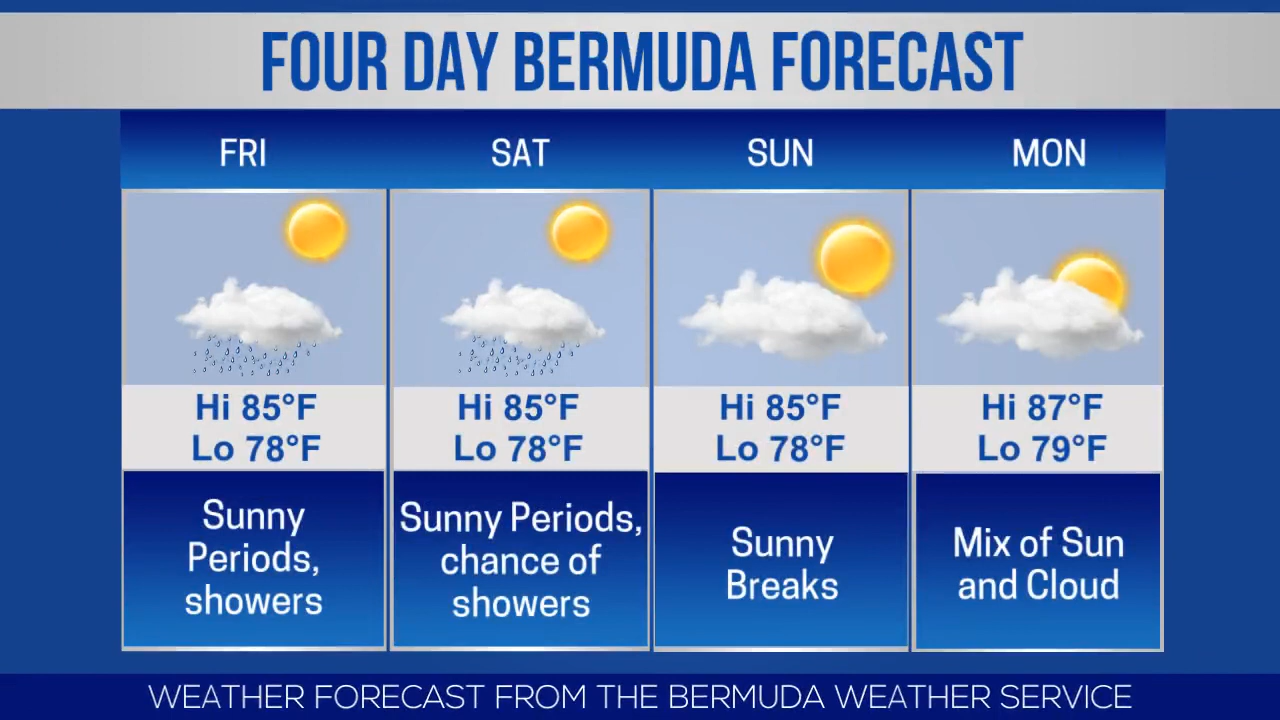 FOUR DAY BERMUDA FORECAST
FRI
SAT
SUN
MON
Hi 85°F
Lo 78°F
Hi 85°F
Lo 78°F
Hi 85°F
Lo 78°F
Hi 87°F
Lo 79°F
Sunny
Periods,
showers
Sunny Periods,
chance of
showers
Sunny
Breaks
Mix of Sun
and Cloud
WEATHER FORECAST FROM THE BERMUDA WEATHER SERVICE